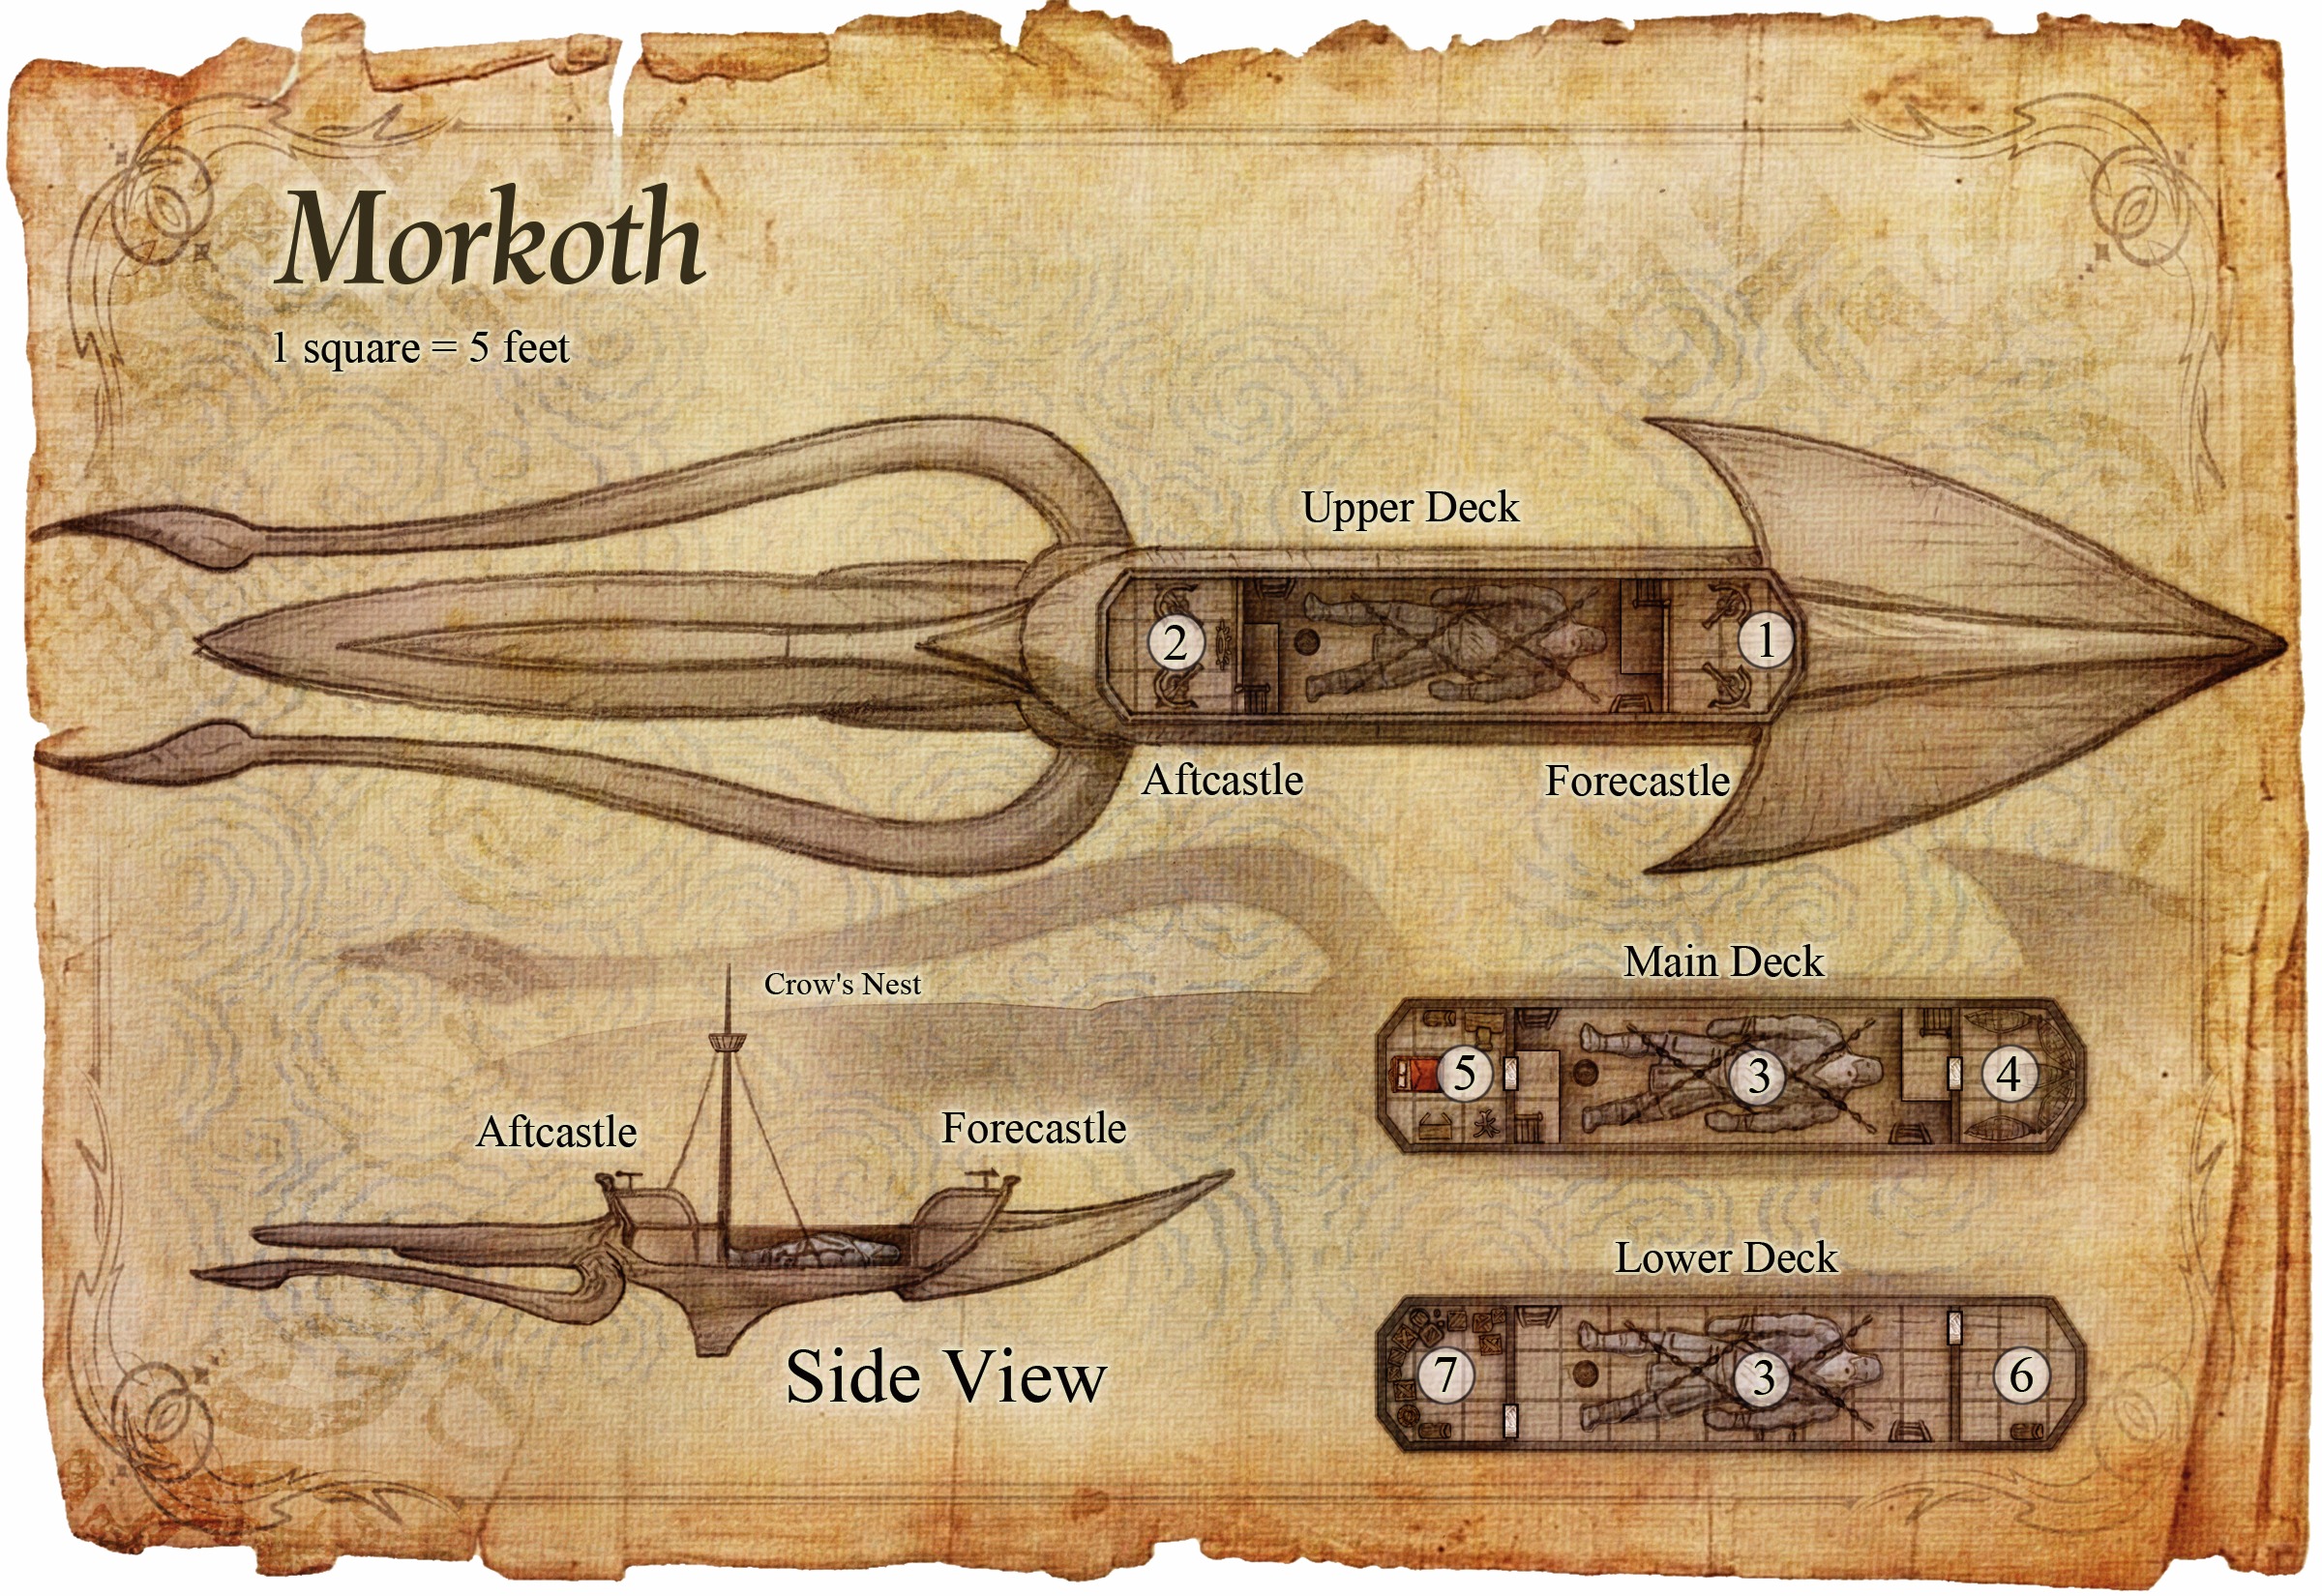 Morkoth
1 square = 5 feet
Upper Deck
2
1
Aftcastle
Forecastle
Main Deck
5
3
4
Crow's Nest
Aftcastle
Forecastle
Side View
Lower Deck
7
3
6